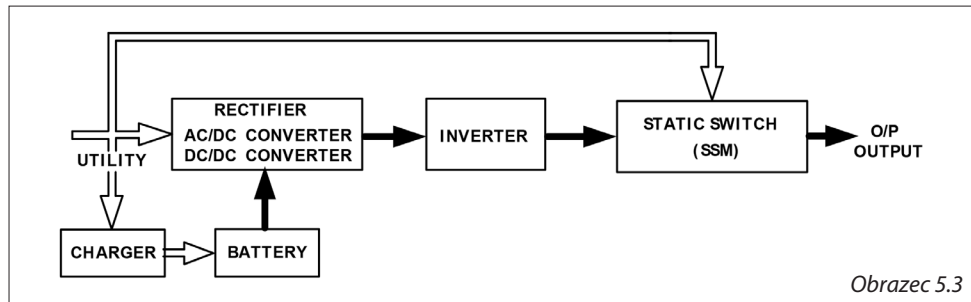 RECTIFIER
AC/DC CONVERTER
DC/DC CONVERTER
INVERTER
STATIC SWITCH
(SSM)
O/P
OUTPUT
UTILITY
CHARGER
BATTERY
Obrazec 5.3